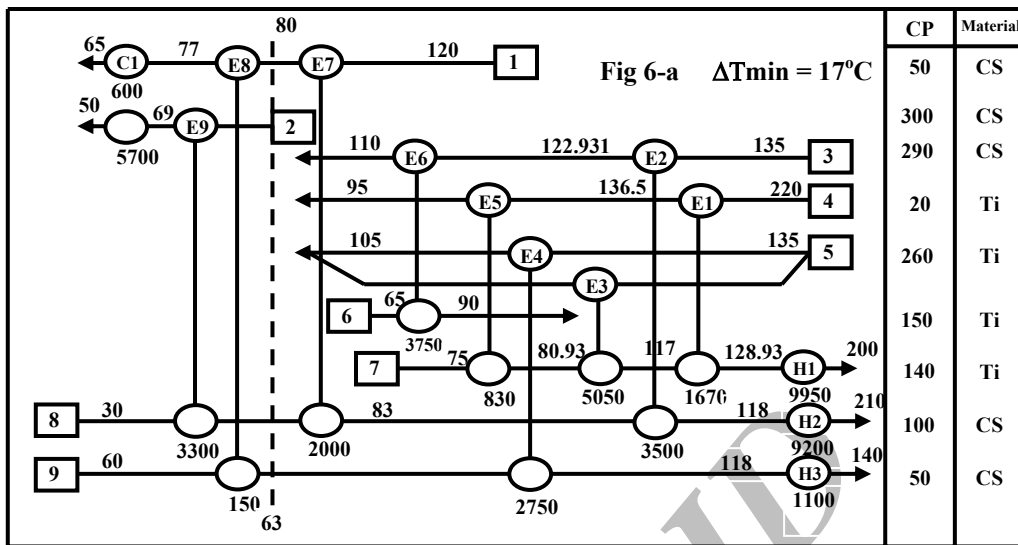 80
CP Material
65 C1 77 E8 E7 120 1
600
Fig 6-a ΔTmin = 17°C
50 CS
50 69 E9 2
5700
300 CS
110 E6 122.931 E2 135 3
290 CS
95 E5 136.5 E1 220 4
20 Ti
105 E4 135 5
260 Ti
E3
6 65 90
3750
150 Ti
7 75 80.93 117 128.93 H1 200
830 5050 1670 9950
140 Ti
8 30 83 118 H2 210
3300 2000 3500 9200
100 CS
9 60 118 H3 140
150 2750 1100
50 CS
63